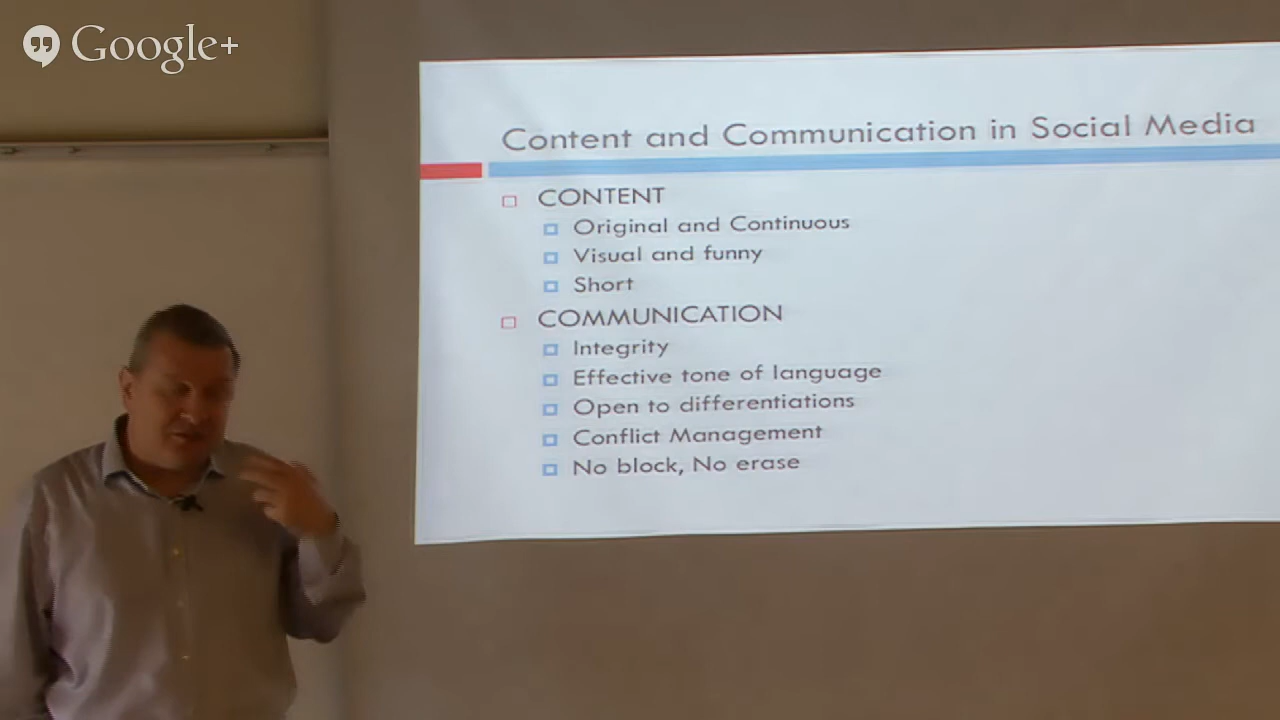 Google+
Content and Communication in Social Media
CONTENT
Original and Continuous
Visual and funny
Short
COMMUNICATION
Integrity
Effective tone of language
Open to differentiations
Conflict Management
No block, No erase